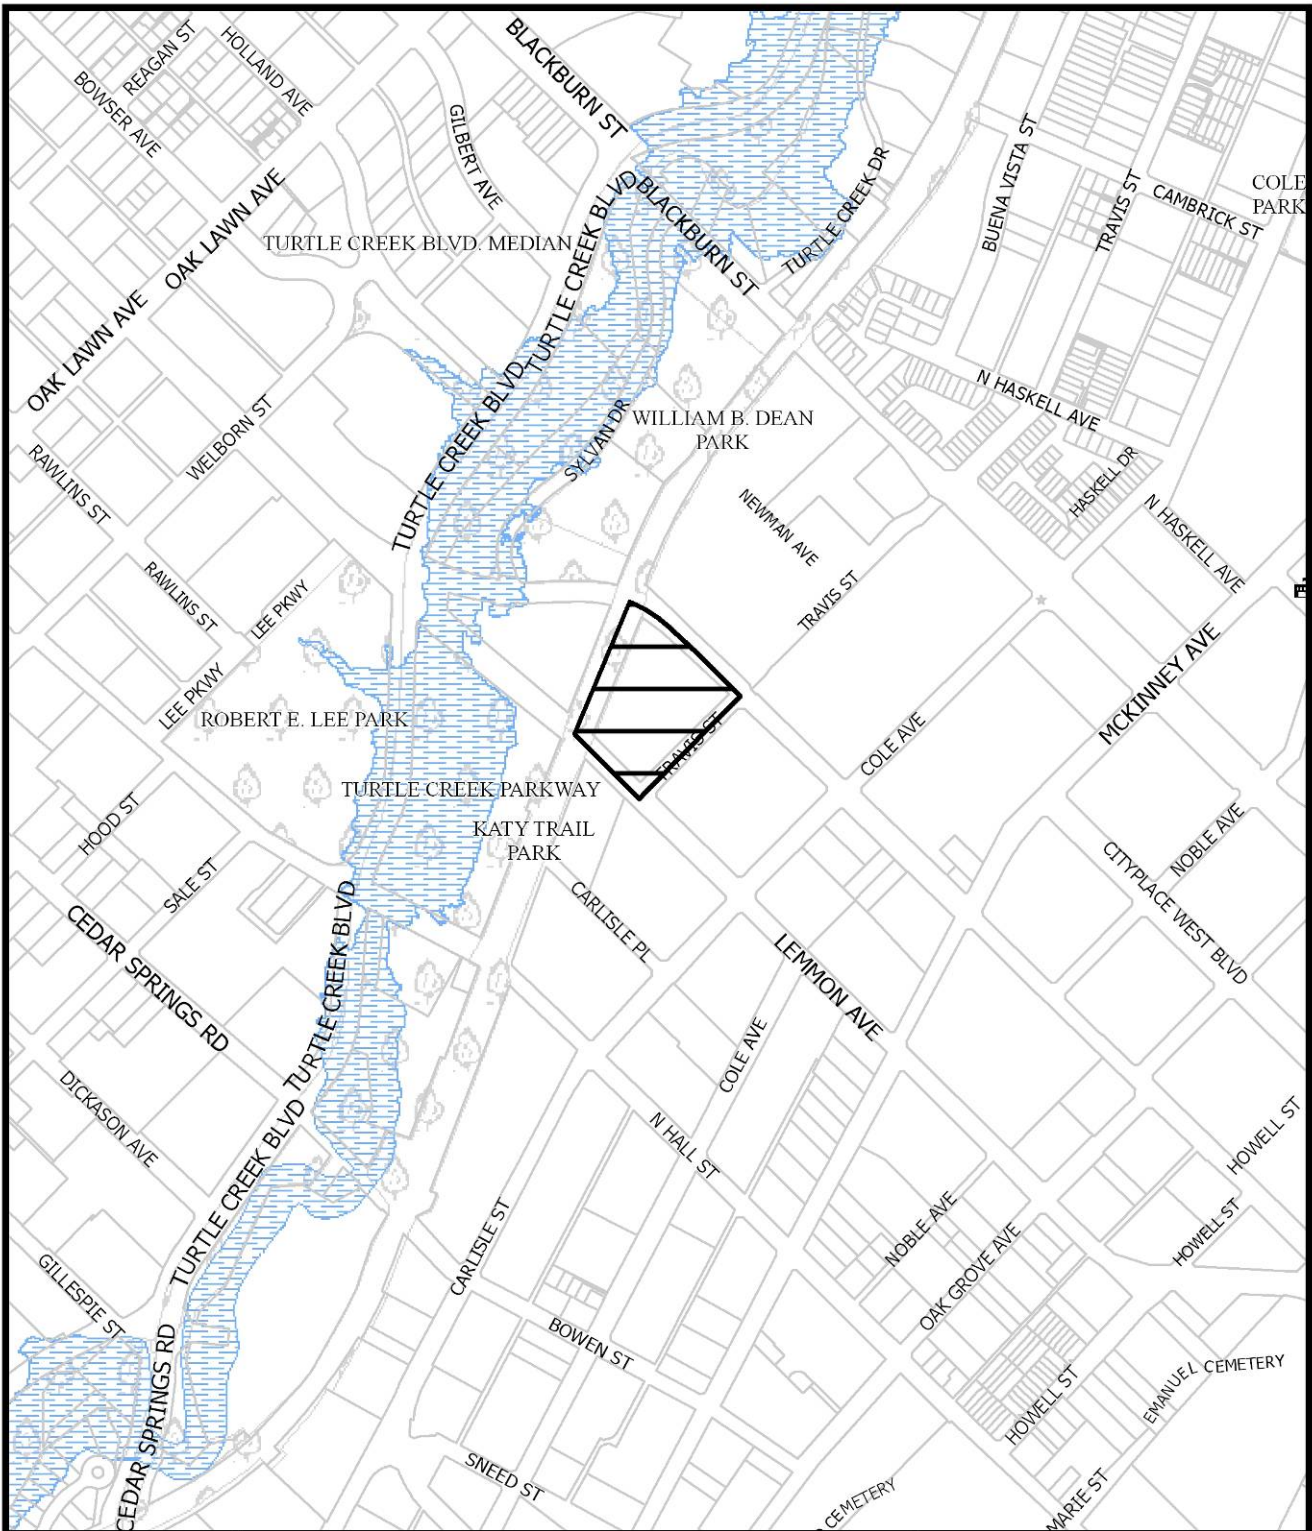 REAGAN ST
HOLLAND AVE
BOWSER AVE
BLACKBURN ST
GILBERT AVE
BUENA VISTA ST
TRAVIS ST
CAMBRICK ST
COLE
PARK
OAK LAWN AVE
TURTLE CREEK BLVD. MEDIAN
TURTLE CREEK BLVD
BLACKBURN ST
TURTLE CREEK DR
OAK LAWN AVE
TURTLE CREEK BLVD
N HASKELL AVE
WELBORN ST
SYLVAN DR
WILLIAM B. DEAN
PARK
RAWLINS ST
HASKELL DR
N HASKELL AVE
NEWMAN AVE
TRAVIS ST
RAWLINS ST
LEE PKWY
LEE PKWY
MCKINNEY AVE
ROBERT E. LEE PARK
TRAVIS ST
COLE AVE
TURTLE CREEK PARKWAY
HOOD ST
KATY TRAIL
PARK
NOBLE AVE
SALE ST
CITYPLACE WEST BLVD
CEDAR SPRINGS RD
TURTLE CREEK BLVD
CARLISLE PL
LEMMON AVE
COLE AVE
DICKASON AVE
TURTLE CREEK BLVD
N HALL ST
HOWELL ST
NOBLE AVE
HOWELL ST
CARLISLE ST
OAK GROVE AVE
GILLESPIE ST
BOWEN ST
CEDAR SPRINGS RD
HOWELL ST
EMANUEL CEMETERY
SNEED ST
CEMETERY
MARIE ST